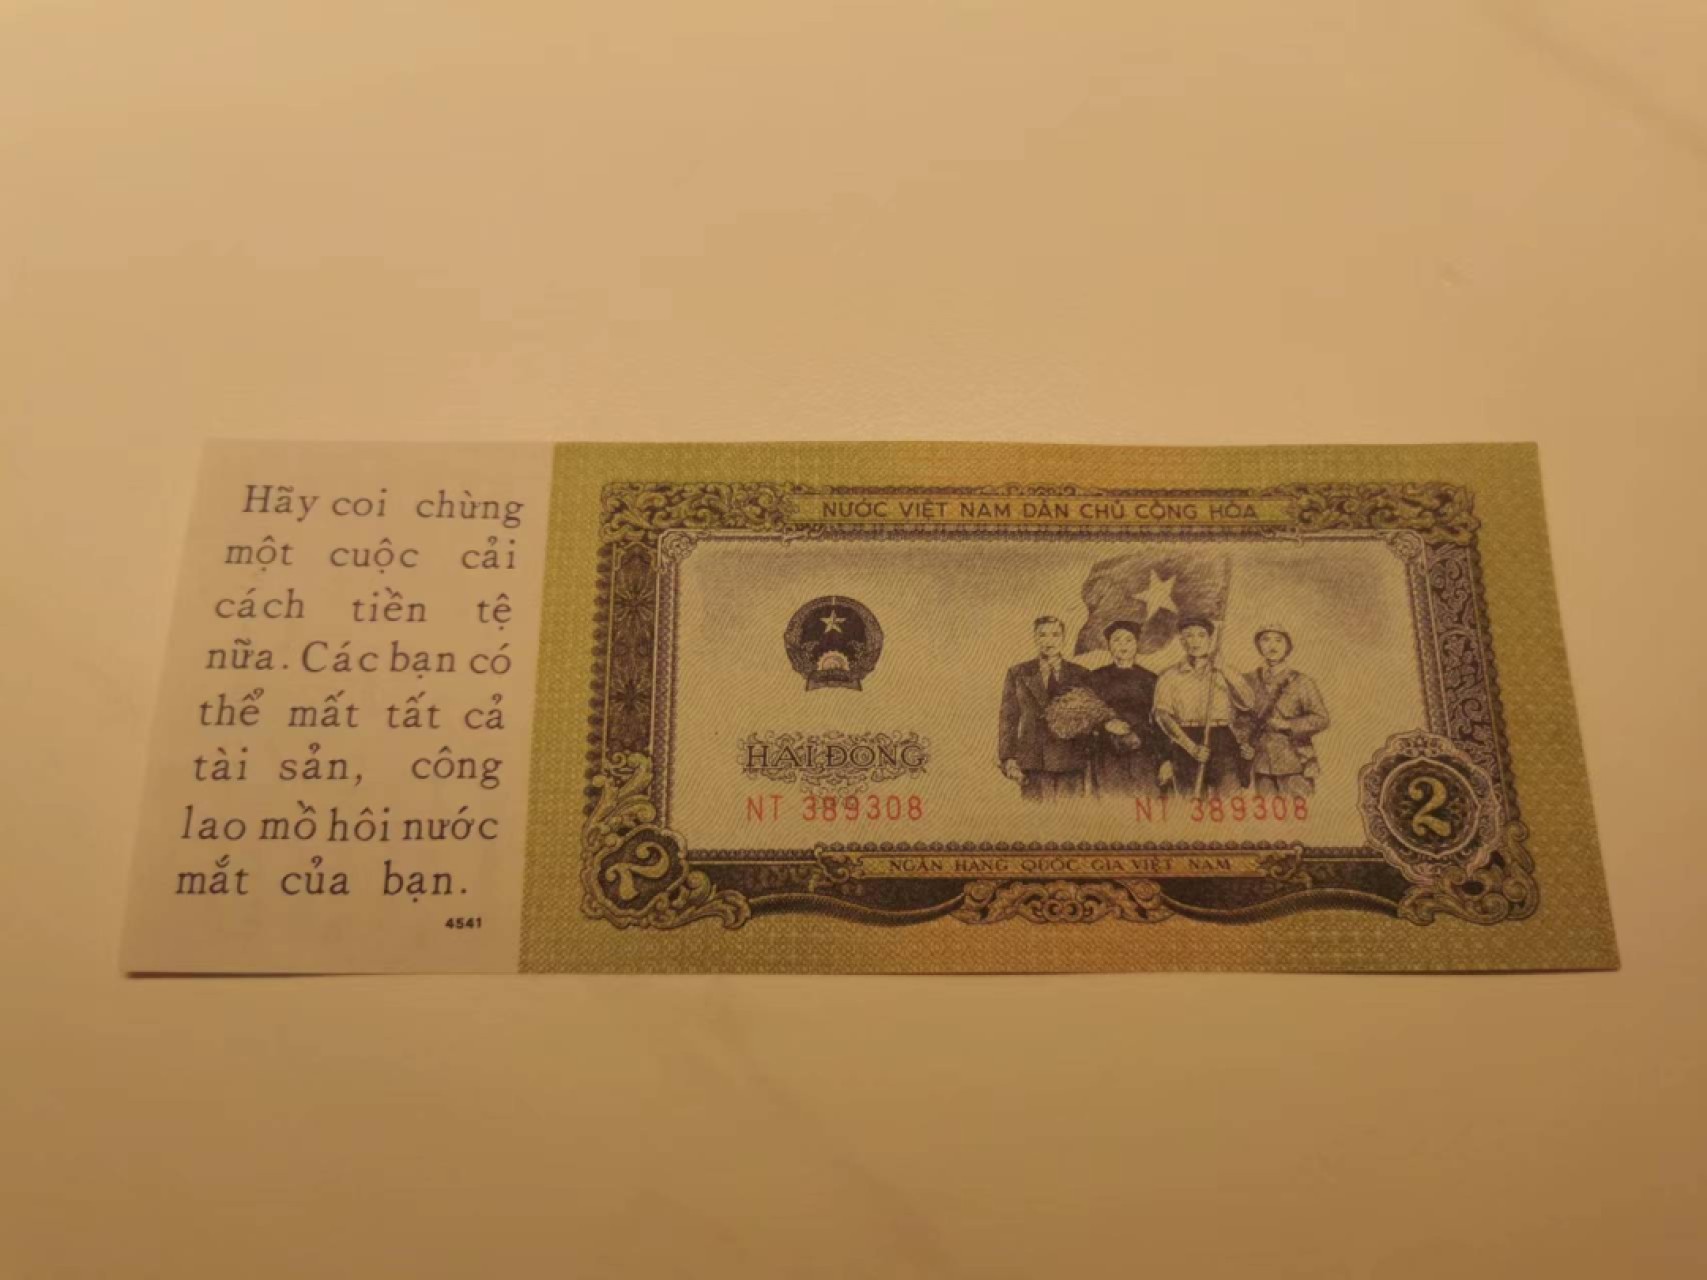 Hãy coi chừng
một cuộc cải
cách tiền tệ
nữa. Các bạn có
thể mất tất cả
tài sản, công
lao mồ hôi nước
mắt của bạn.
4541
NƯỚC VIỆT NAM DÂN CHỦ CỘNG HÒA
HAI ĐỒNG
NT 389308
NT 389308
2
2
NGÂN HÀNG QUỐC GIA VIỆT NAM